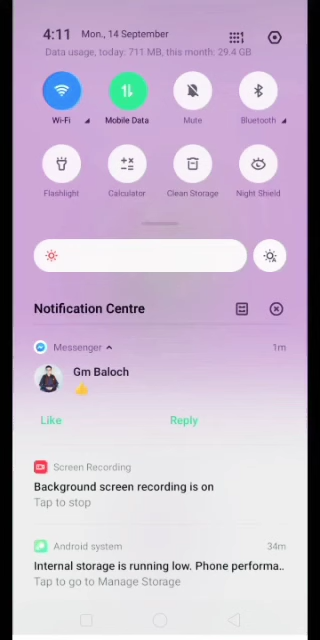 4:11 Mon., 14 September
Data usage, today: 711 MB, this month: 29.4 GB
Wi-Fi Mobile Data Mute Bluetooth
Flashlight Calculator Clean Storage Night Shield
Notification Centre
Messenger 1m
Gm Baloch
👍
Like Reply
Screen Recording
Background screen recording is on
Tap to stop
Android system 34m
Internal storage is running low. Phone performa..
Tap to go to Manage Storage